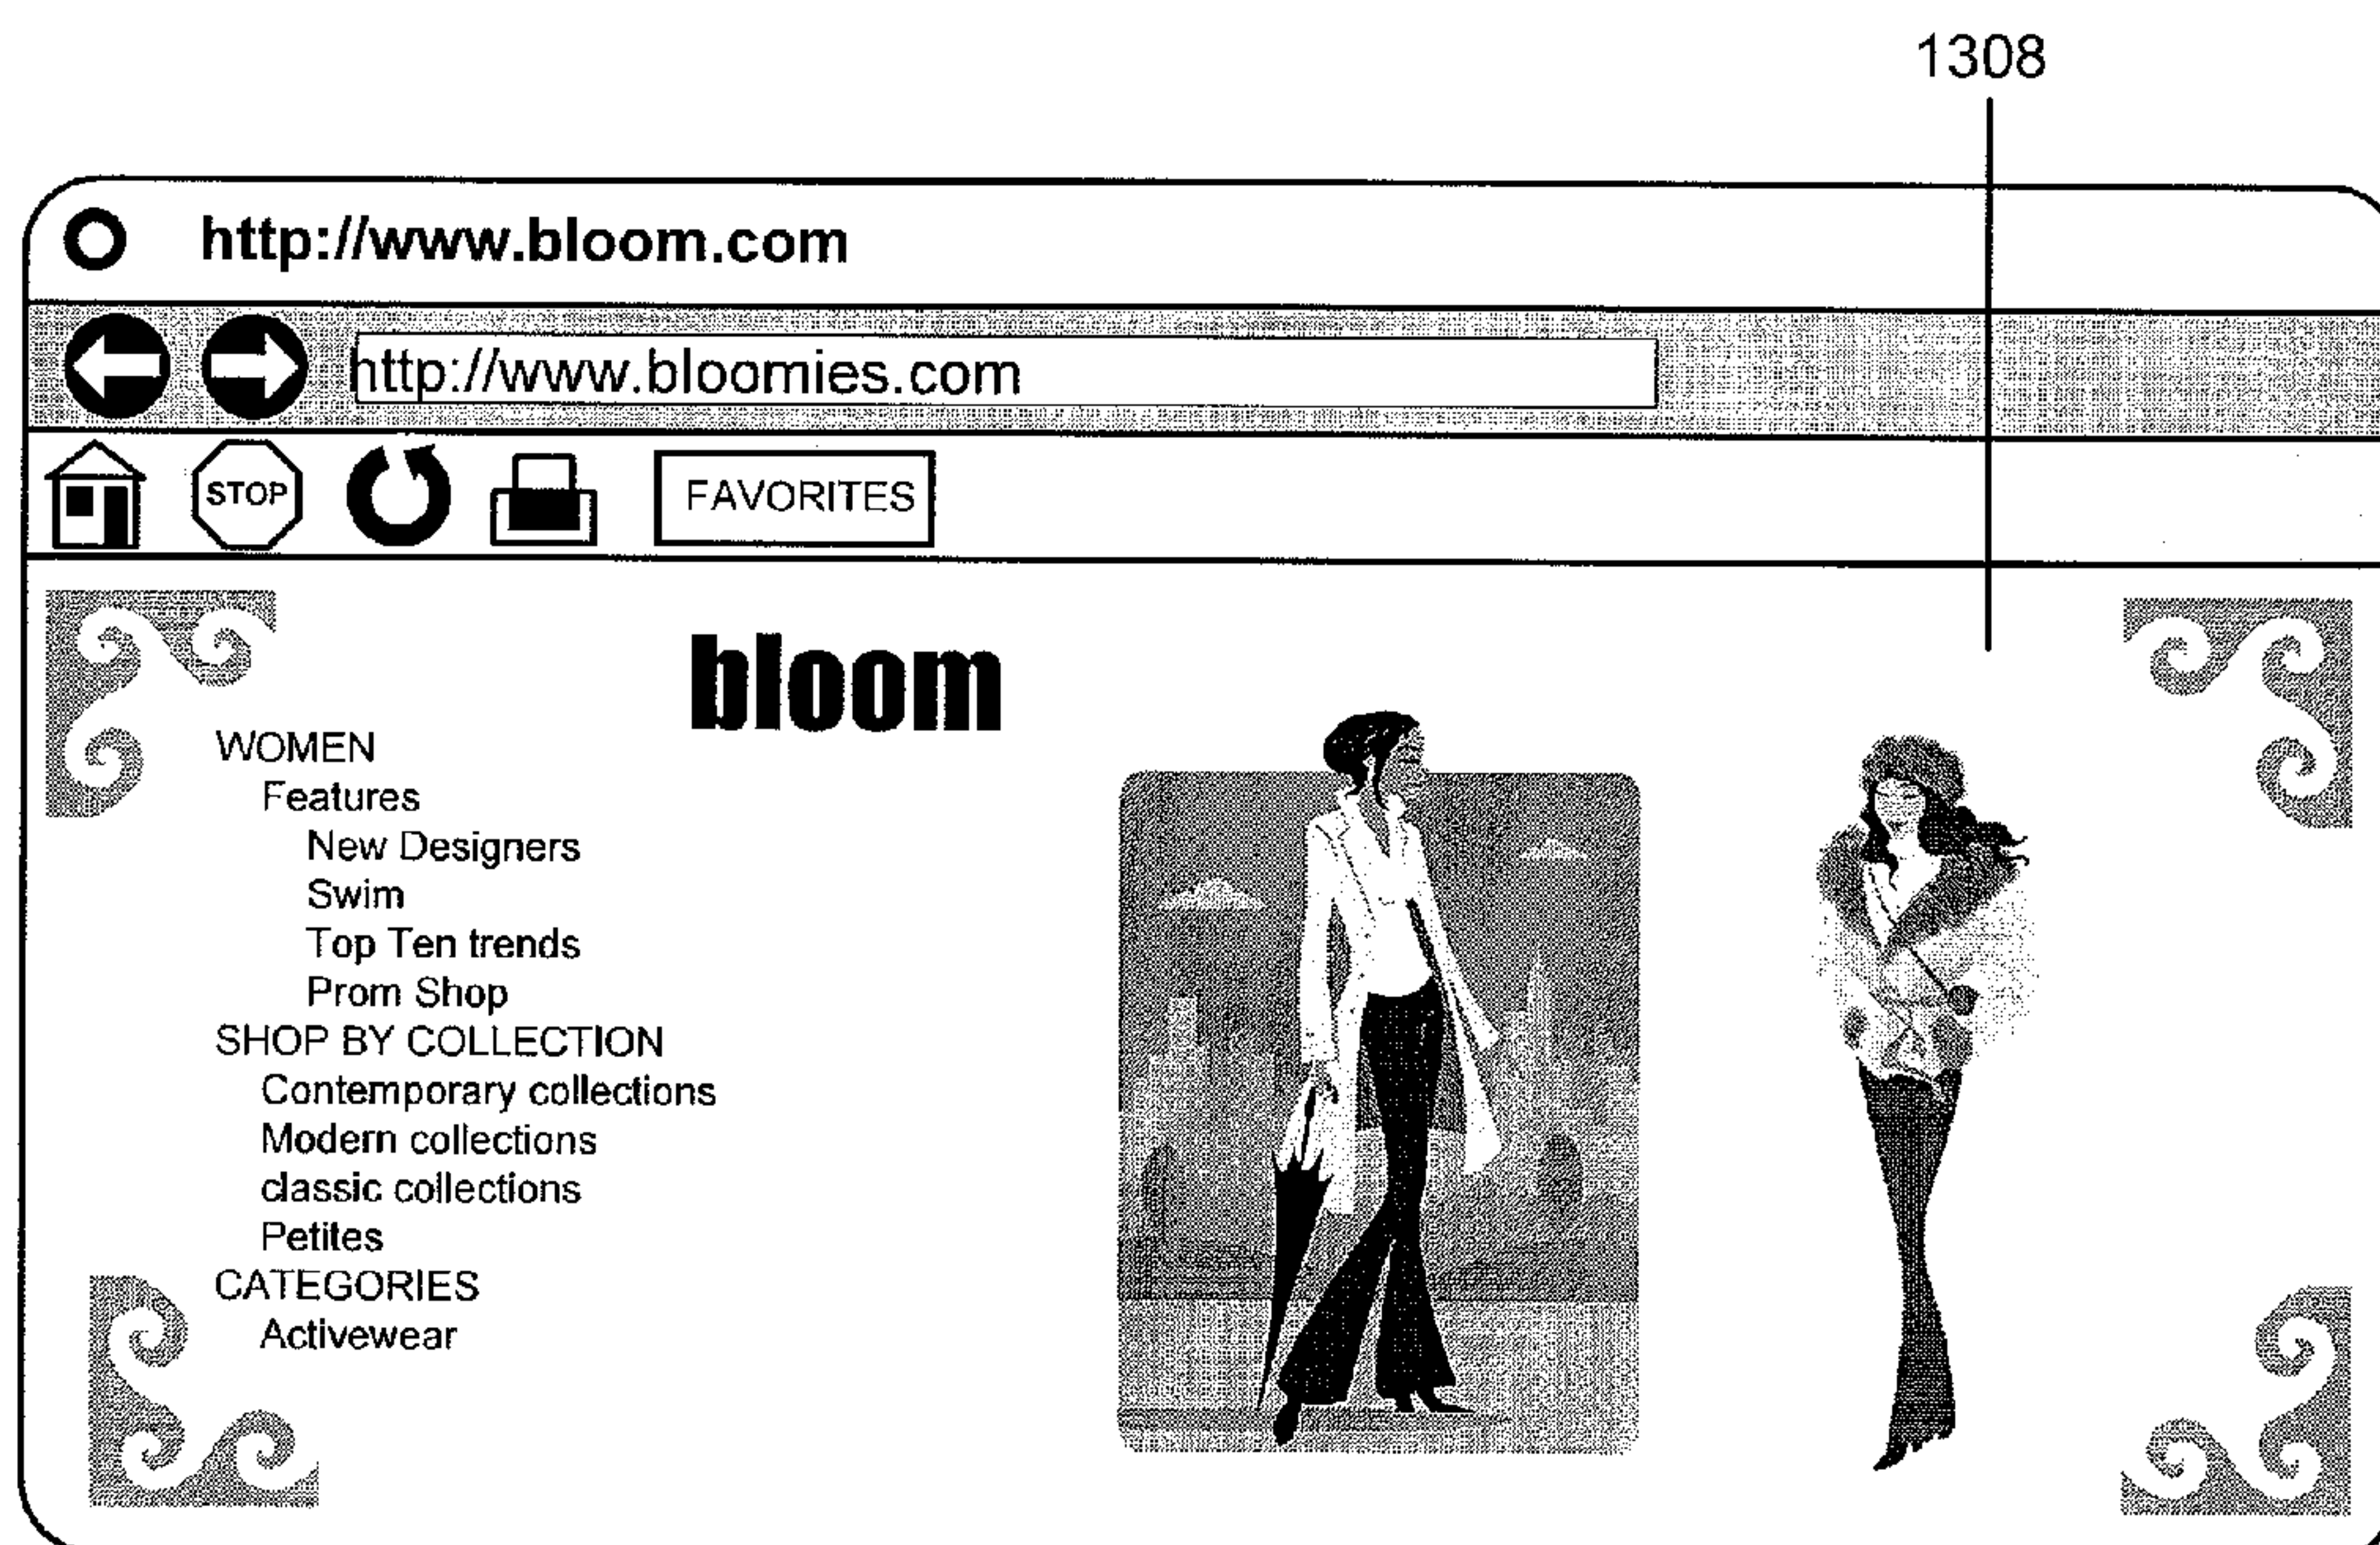 1308
http://www.bloom.com
http://www.bloomies.com
STOP
FAVORITES
bloom
WOMEN
Features
New Designers
Swim
Top Ten trends
Prom Shop
SHOP BY COLLECTION
Contemporary collections
Modern collections
classic collections
Petites
CATEGORIES
Activewear